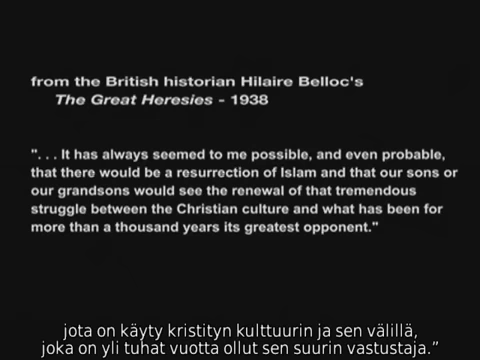 from the British historian Hilaire Belloc's
The Great Heresies - 1938
". . . It has always seemed to me possible, and even probable,
that there would be a resurrection of Islam and that our sons or
our grandsons would see the renewal of that tremendous
struggle between the Christian culture and what has been for
more than a thousand years its greatest opponent."
jota on käyty kristityn kulttuurin ja sen välillä,
joka on yli tuhat vuotta ollut sen suurin vastustaja.”